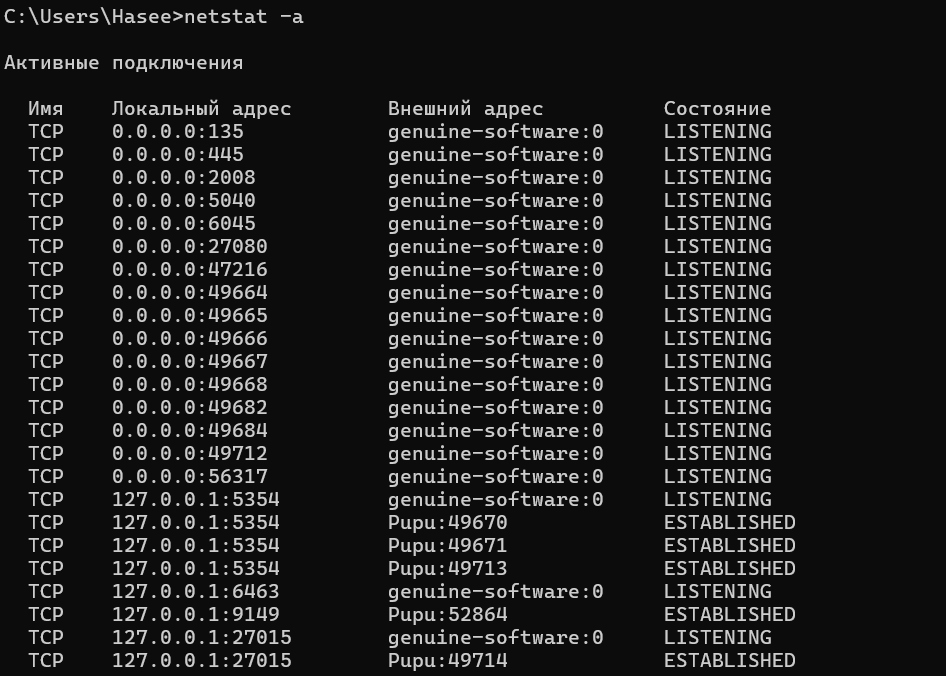 C:\Users\Hasee>netstat -a
Активные подключения
Имя Локальный адрес Внешний адрес Состояние
TCP 0.0.0.0:135 genuine-software:0 LISTENING
TCP 0.0.0.0:445 genuine-software:0 LISTENING
TCP 0.0.0.0:2008 genuine-software:0 LISTENING
TCP 0.0.0.0:5040 genuine-software:0 LISTENING
TCP 0.0.0.0:6045 genuine-software:0 LISTENING
TCP 0.0.0.0:27080 genuine-software:0 LISTENING
TCP 0.0.0.0:47216 genuine-software:0 LISTENING
TCP 0.0.0.0:49664 genuine-software:0 LISTENING
TCP 0.0.0.0:49665 genuine-software:0 LISTENING
TCP 0.0.0.0:49666 genuine-software:0 LISTENING
TCP 0.0.0.0:49667 genuine-software:0 LISTENING
TCP 0.0.0.0:49668 genuine-software:0 LISTENING
TCP 0.0.0.0:49682 genuine-software:0 LISTENING
TCP 0.0.0.0:49684 genuine-software:0 LISTENING
TCP 0.0.0.0:49712 genuine-software:0 LISTENING
TCP 0.0.0.0:56317 genuine-software:0 LISTENING
TCP 127.0.0.1:5354 genuine-software:0 LISTENING
TCP 127.0.0.1:5354 Pupu:49670 ESTABLISHED
TCP 127.0.0.1:5354 Pupu:49671 ESTABLISHED
TCP 127.0.0.1:5354 Pupu:49713 ESTABLISHED
TCP 127.0.0.1:6463 genuine-software:0 LISTENING
TCP 127.0.0.1:9149 Pupu:52864 ESTABLISHED
TCP 127.0.0.1:27015 genuine-software:0 LISTENING
TCP 127.0.0.1:27015 Pupu:49714 ESTABLISHED